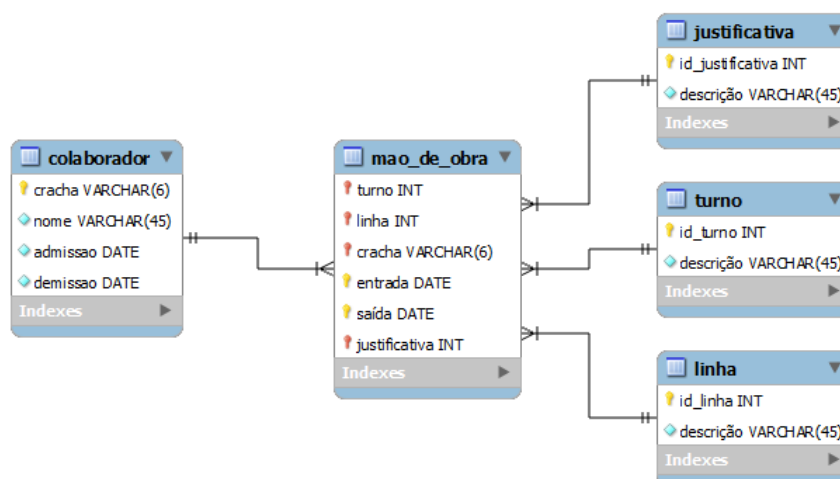 colaborador
cracha VARCHAR(6)
nome VARCHAR(45)
admissao DATE
demissao DATE
Indexes
mao_de_obra
turno INT
linha INT
cracha VARCHAR(6)
entrada DATE
saída DATE
justificativa INT
Indexes
justificativa
id_justificativa INT
descrição VARCHAR(45)
Indexes
turno
id_turno INT
descrição VARCHAR(45)
Indexes
linha
id_linha INT
descrição VARCHAR(45)
Indexes